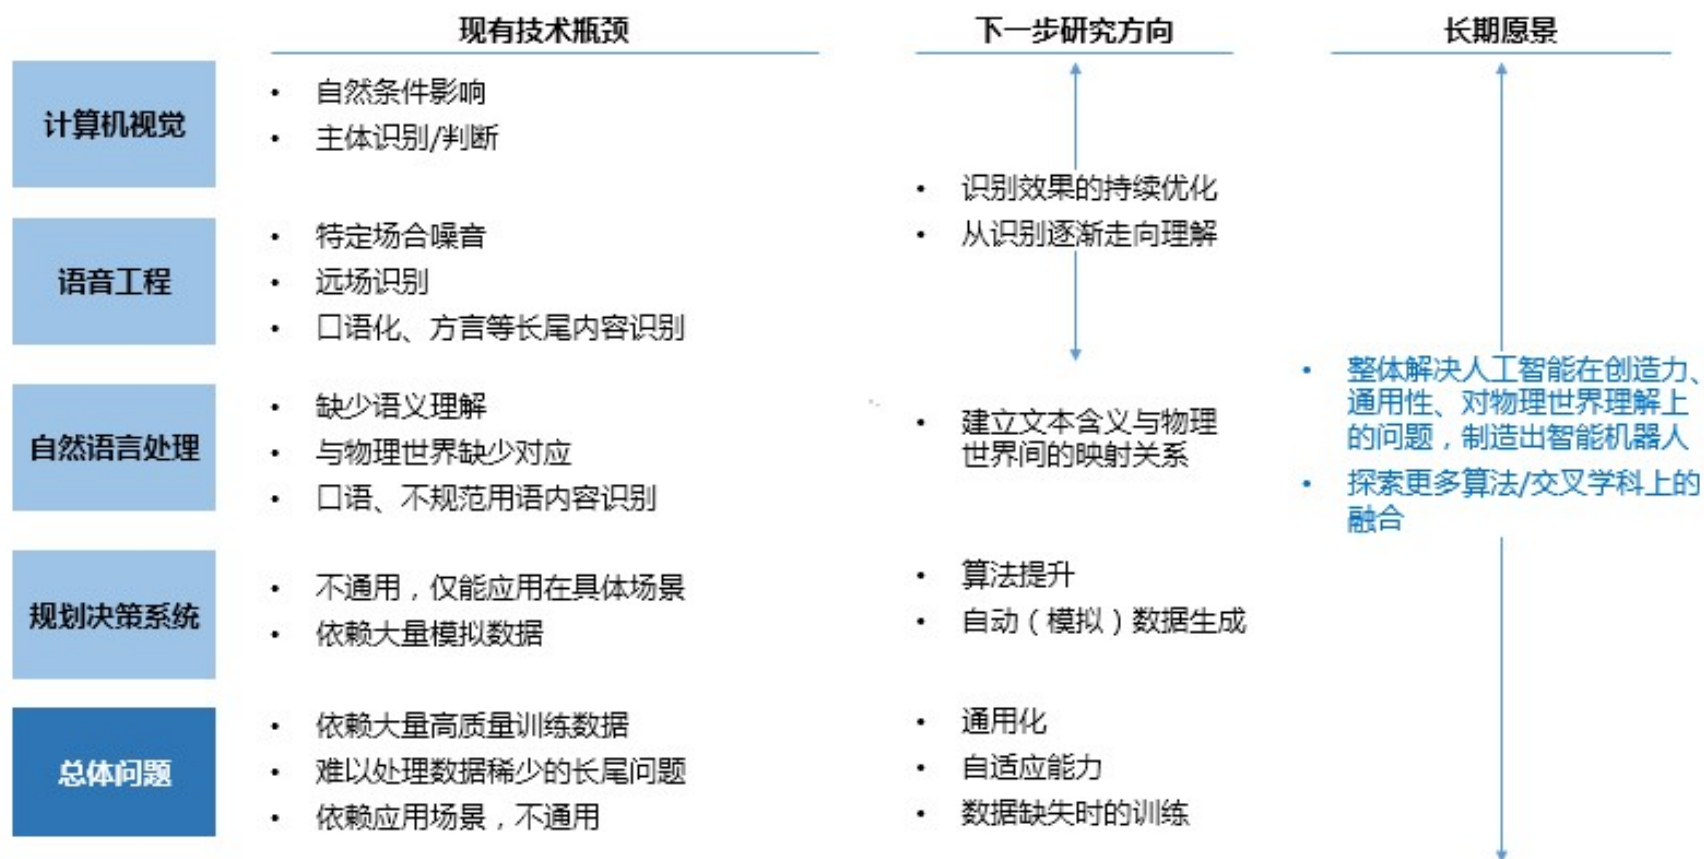 现有技术瓶颈
下一步研究方向
长期愿景
计算机视觉
• 自然条件影响
• 主体识别/判断
• 识别效果的持续优化
• 从识别逐渐走向理解
语音工程
• 特定场合噪音
• 远场识别
• 口语化、方言等长尾内容识别
自然语言处理
• 缺少语义理解
• 与物理世界缺少对应
• 口语、不规范用语内容识别
• 建立文本含义与物理
世界间的映射关系
• 整体解决人工智能在创造力、
通用性、对物理世界理解上
的问题，制造出智能机器人
• 探索更多算法/交叉学科上的
融合
规划决策系统
• 不通用，仅能应用在具体场景
• 依赖大量模拟数据
• 算法提升
• 自动（模拟）数据生成
总体问题
• 依赖大量高质量训练数据
• 难以处理数据稀少的长尾问题
• 依赖应用场景，不通用
• 通用化
• 自适应能力
• 数据缺失时的训练